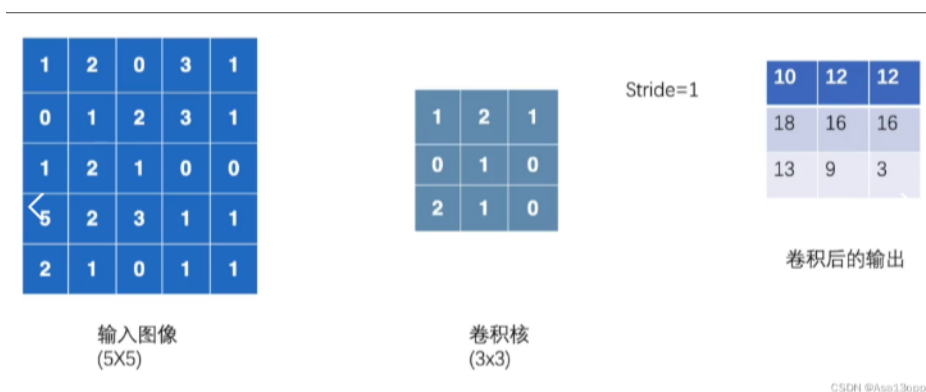 1 2 0 3 1
0 1 2 3 1
1 2 1 0 0
5 2 3 1 1
2 1 0 1 1
输入图像
(5X5)
1 2 1
0 1 0
2 1 0
卷积核
(3x3)
Stride=1
10 12 12
18 16 16
13 9 3
卷积后的输出
CSDN @Asa13opp